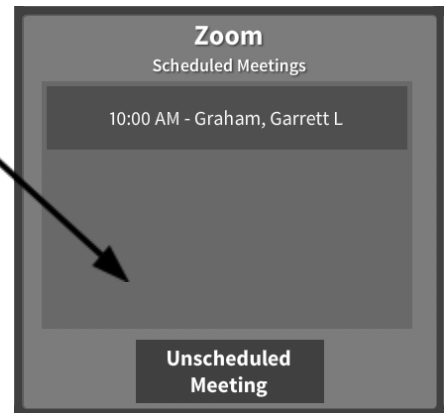 Zoom
Scheduled Meetings
10:00 AM - Graham, Garrett L
Unscheduled
Meeting